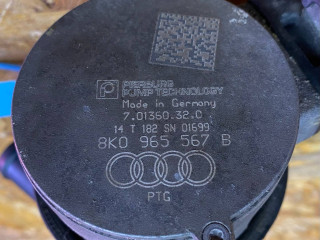 PIERBURG
PUMP TECHNOLOGY
Made in Germany
7.01360.32.0
14 T 182 SN 01699
8K0 965 567 B
PTG